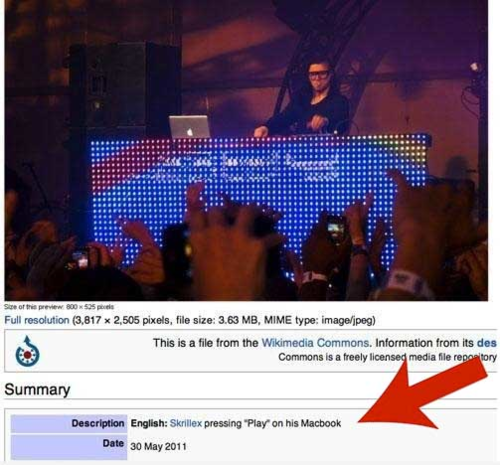 Size of this preview: 800 × 525 pixels
Full resolution (3,817 × 2,505 pixels, file size: 3.63 MB, MIME type: image/jpeg)
This is a file from the Wikimedia Commons. Information from its des
Commons is a freely licensed media file repository
Summary
Description English: Skrillex pressing "Play" on his Macbook
Date 30 May 2011